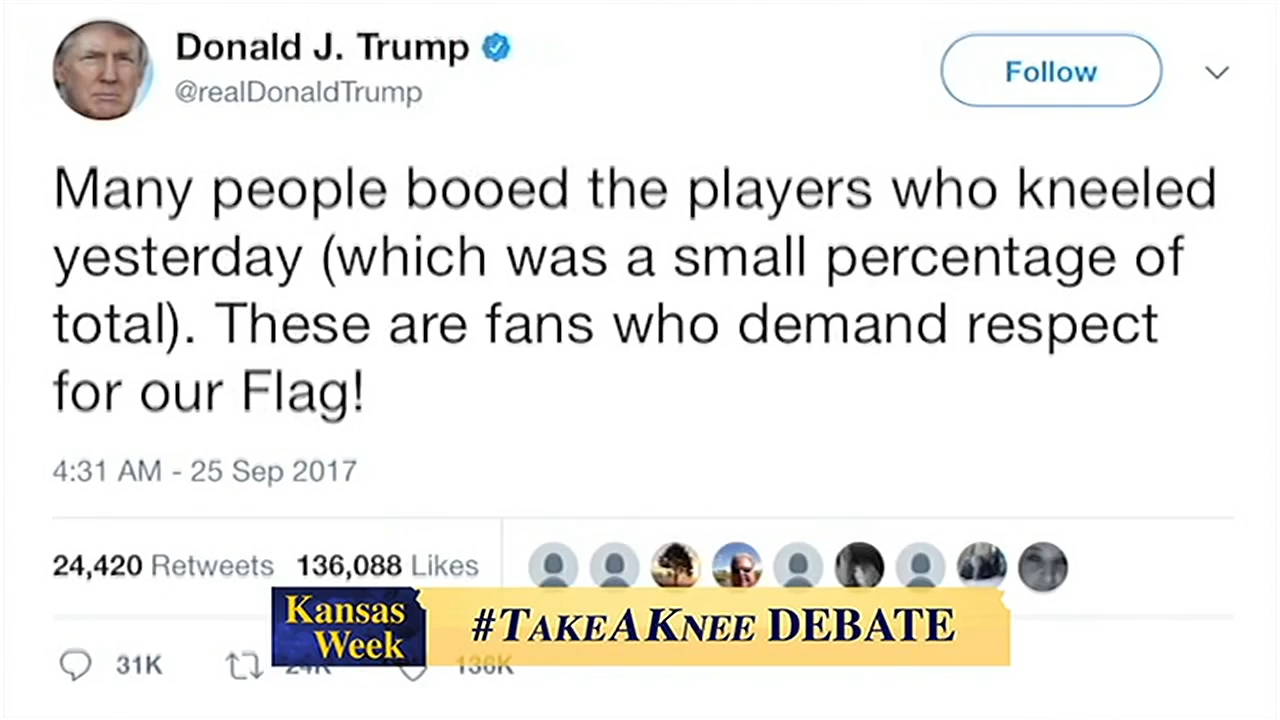 Donald J. Trump
@realDonaldTrump
Follow
Many people booed the players who kneeled
yesterday (which was a small percentage of
total). These are fans who demand respect
for our Flag!
4:31 AM - 25 Sep 2017
24,420 Retweets 136,088 Likes
Kansas
Week
#TAKEAKNEE DEBATE
31K 24K 136K